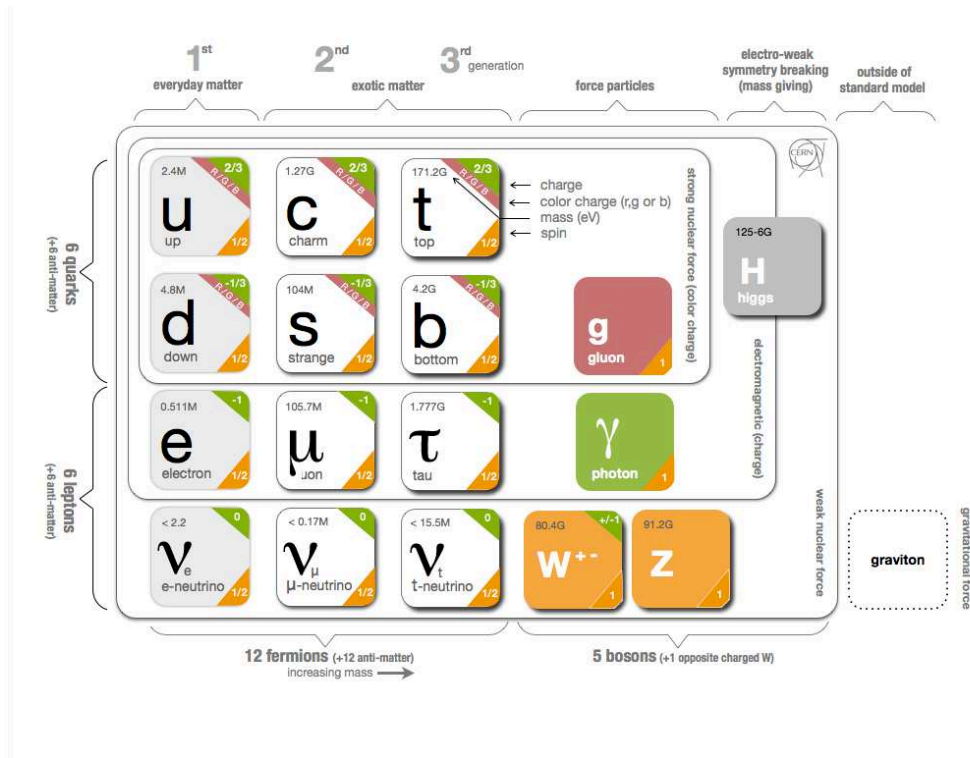 1st
2nd
3rd generation
everyday matter
exotic matter
force particles
electro-weak
symmetry breaking
(mass giving)
outside of
standard model
CERN
6 quarks
(+6 anti-matter)
2.4M
2/3
R/G/B
u
up
1/2
1.27G
2/3
R/G/B
c
charm
1/2
171.2G
2/3
R/G/B
t
top
1/2
charge
color charge (r,g or b)
mass (eV)
spin
strong nuclear force (color charge)
125-6G
H
higgs
4.8M
-1/3
R/G/B
d
down
1/2
104M
-1/3
R/G/B
s
strange
1/2
4.2G
-1/3
R/G/B
b
bottom
1/2
g
gluon
1
electromagnetic (charge)
6 leptons
(+6 anti-matter)
0.511M
-1
e
electron
1/2
105.7M
-1
μ
uon
1/2
1.777G
-1
τ
tau
1/2
γ
photon
1
weak nuclear force
< 2.2
0
νe
e-neutrino
1/2
< 0.17M
0
νμ
μ-neutrino
1/2
< 15.5M
0
νt
t-neutrino
1/2
80.4G
+/-1
W+-
1
91.2G
Z
1
graviton
gravitational force
12 fermions (+12 anti-matter)
increasing mass
5 bosons (+1 opposite charged W)